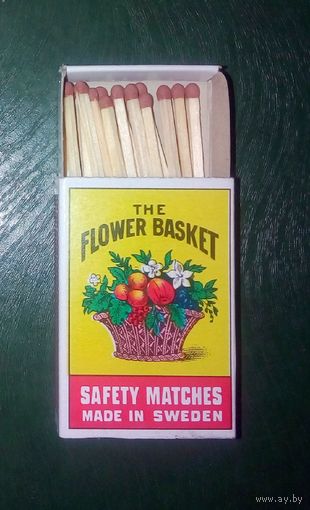 THE
FLOWER BASKET
SAFETY MATCHES
MADE IN SWEDEN
www.ay.by